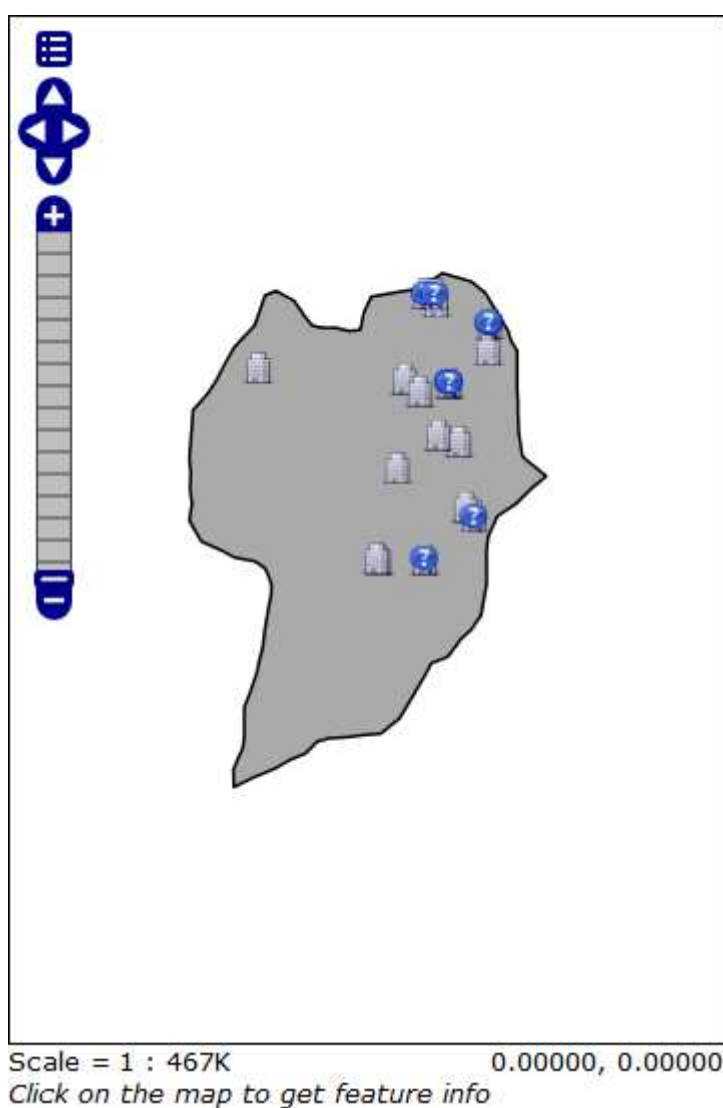 ?
?
?
?
?
Scale = 1 : 467K 0.00000, 0.00000
Click on the map to get feature info